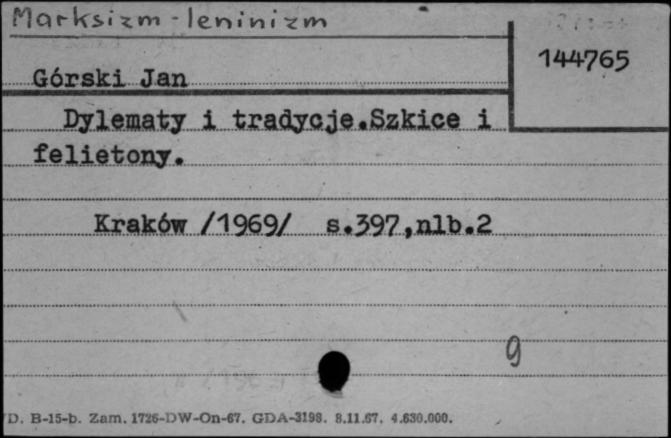 Marksizm-leninizm
144765
Górski Jan
Dylematy i tradycje.Szkice i
felietony.
Kraków /1969/ s.397,nlb.2
9
D. B-15-b. Zam. 1726-DW-On-67. GDA-3198. 8.11.67. 4.630.000.